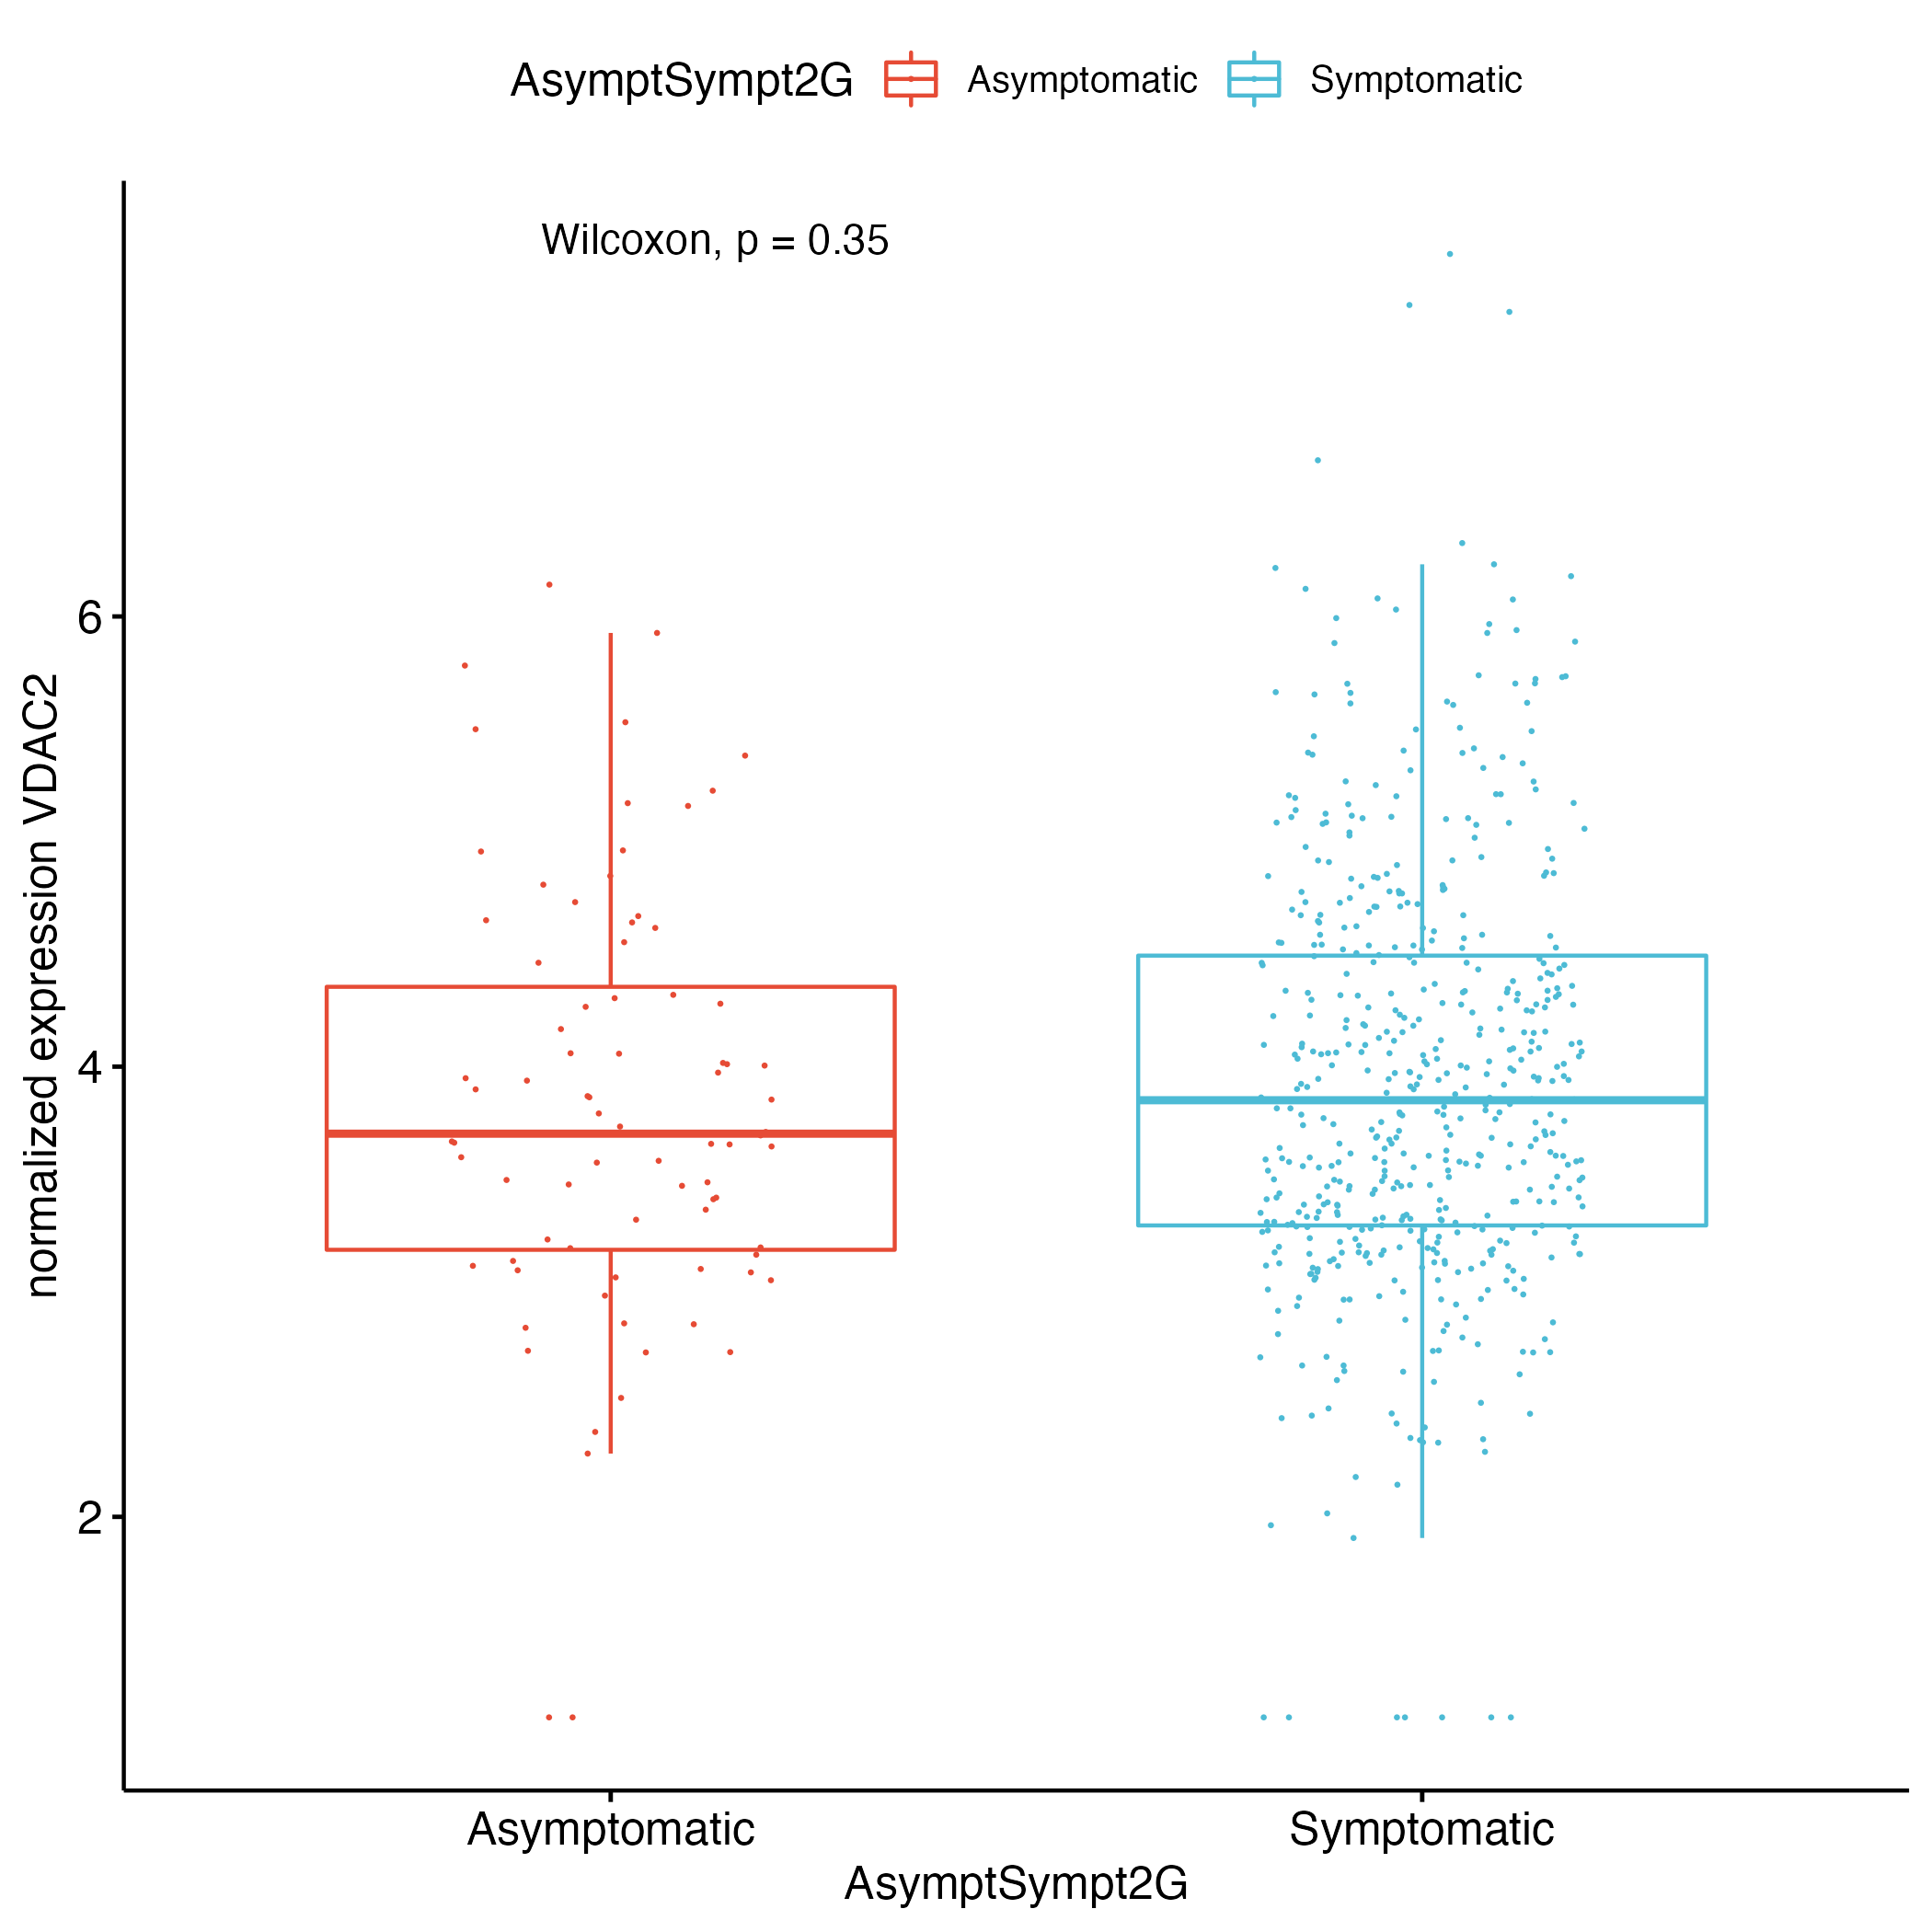 AsymptSympt2G Asymptomatic Symptomatic
Wilcoxon, p = 0.35
normalized expression VDAC2
6
4
2
Asymptomatic Symptomatic
AsymptSympt2G